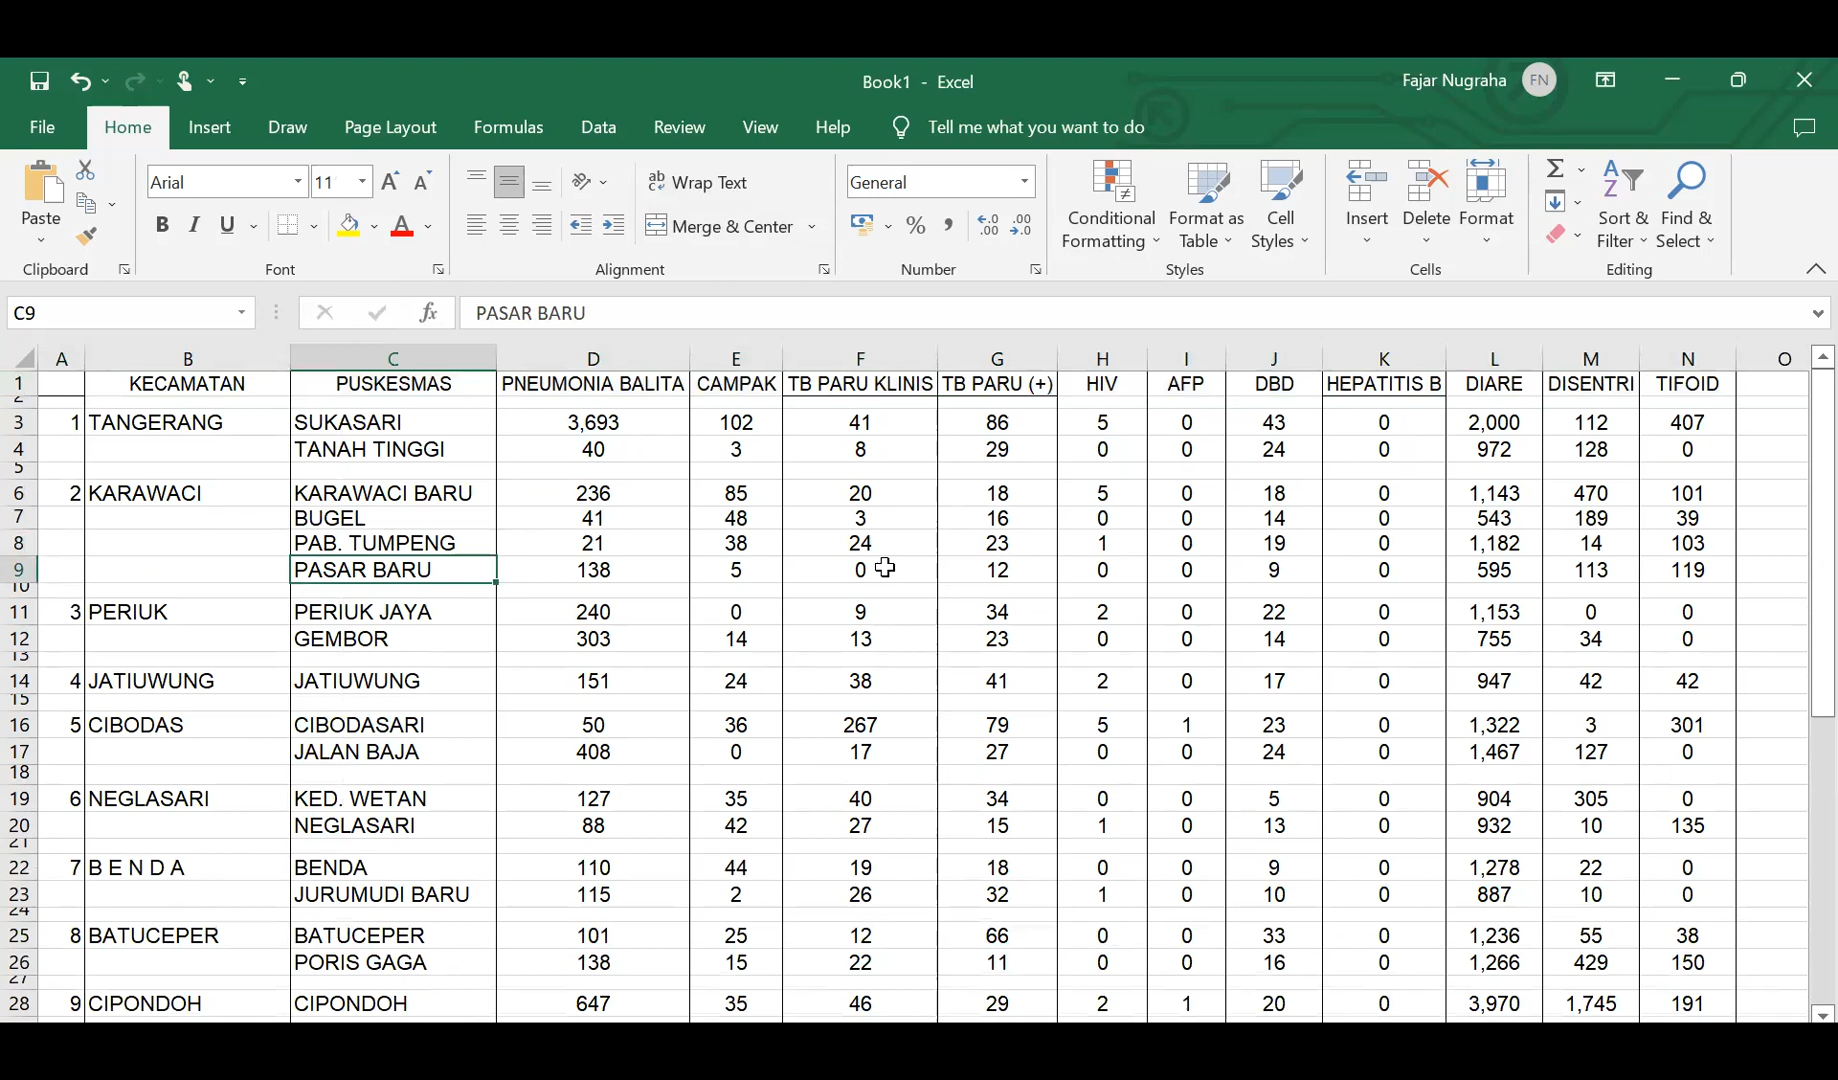 Book1 - Excel
Fajar Nugraha FN
File Home Insert Draw Page Layout Formulas Data Review View Help Tell me what you want to do
Arial 11 Wrap Text General
Paste B I U Merge & Center % , Conditional Formatting Format as Table Cell Styles Insert Delete Format Sort & Filter Find & Select
Clipboard Font Alignment Number Styles Cells Editing
C9 fx PASAR BARU
A B C D E F G H I J K L M N O
1 KECAMATAN PUSKESMAS PNEUMONIA BALITA CAMPAK TB PARU KLINIS TB PARU (+) HIV AFP DBD HEPATITIS B DIARE DISENTRI TIFOID
2
3 1 TANGERANG SUKASARI 3,693 102 41 86 5 0 43 0 2,000 112 407
4 TANAH TINGGI 40 3 8 29 0 0 24 0 972 128 0
5
6 2 KARAWACI KARAWACI BARU 236 85 20 18 5 0 18 0 1,143 470 101
7 BUGEL 41 48 3 16 0 0 14 0 543 189 39
8 PAB. TUMPENG 21 38 24 23 1 0 19 0 1,182 14 103
9 PASAR BARU 138 5 0 12 0 0 9 0 595 113 119
10
11 3 PERIUK PERIUK JAYA 240 0 9 34 2 0 22 0 1,153 0 0
12 GEMBOR 303 14 13 23 0 0 14 0 755 34 0
13
14 4 JATIUWUNG JATIUWUNG 151 24 38 41 2 0 17 0 947 42 42
15
16 5 CIBODAS CIBODASARI 50 36 267 79 5 1 23 0 1,322 3 301
17 JALAN BAJA 408 0 17 27 0 0 24 0 1,467 127 0
18
19 6 NEGLASARI KED. WETAN 127 35 40 34 0 0 5 0 904 305 0
20 NEGLASARI 88 42 27 15 1 0 13 0 932 10 135
21
22 7 B E N D A BENDA 110 44 19 18 0 0 9 0 1,278 22 0
23 JURUMUDI BARU 115 2 26 32 1 0 10 0 887 10 0
24
25 8 BATUCEPER BATUCEPER 101 25 12 66 0 0 33 0 1,236 55 38
26 PORIS GAGA 138 15 22 11 0 0 16 0 1,266 429 150
27
28 9 CIPONDOH CIPONDOH 647 35 46 29 2 1 20 0 3,970 1,745 191